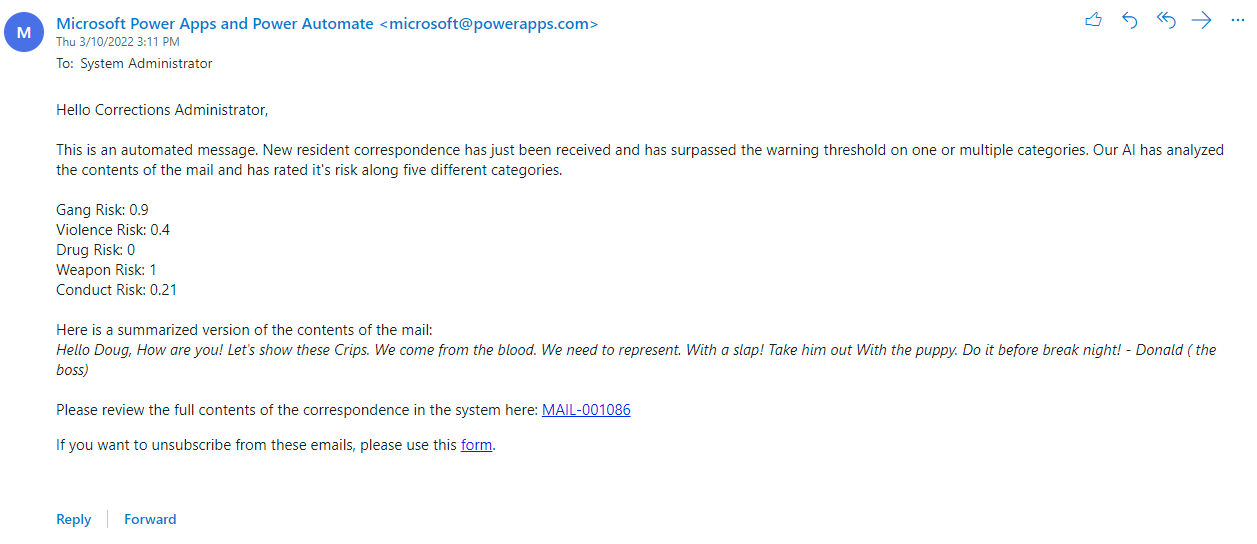 M
Microsoft Power Apps and Power Automate <microsoft@powerapps.com>
Thu 3/10/2022 3:11 PM
To: System Administrator
Hello Corrections Administrator,
This is an automated message. New resident correspondence has just been received and has surpassed the warning threshold on one or multiple categories. Our AI has analyzed
the contents of the mail and has rated it's risk along five different categories.
Gang Risk: 0.9
Violence Risk: 0.4
Drug Risk: 0
Weapon Risk: 1
Conduct Risk: 0.21
Here is a summarized version of the contents of the mail:
Hello Doug, How are you! Let's show these Crips. We come from the blood. We need to represent. With a slap! Take him out With the puppy. Do it before break night! - Donald ( the
boss)
Please review the full contents of the correspondence in the system here: MAIL-001086
If you want to unsubscribe from these emails, please use this form.
Reply | Forward